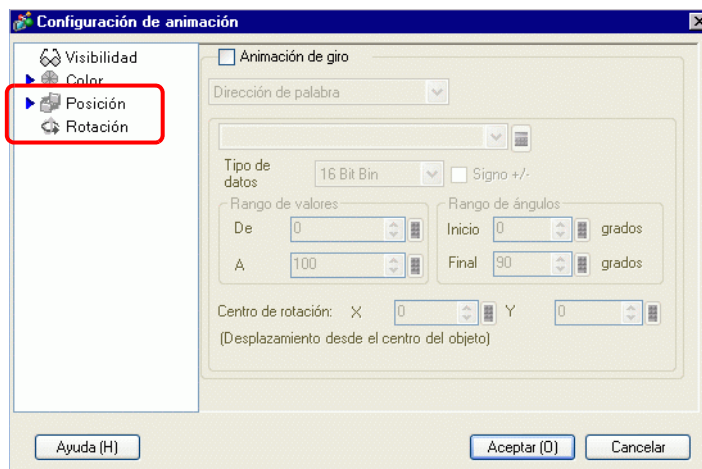 Configuración de animación
Visibilidad
Color
Posición
Rotación
Animación de giro
Dirección de palabra
Tipo de datos 16 Bit Bin Signo +/-
Rango de valores
De 0
A 100
Rango de ángulos
Inicio 0 grados
Final 90 grados
Centro de rotación: X 0 Y 0
(Desplazamiento desde el centro del objeto)
Ayuda (H) Aceptar (O) Cancelar